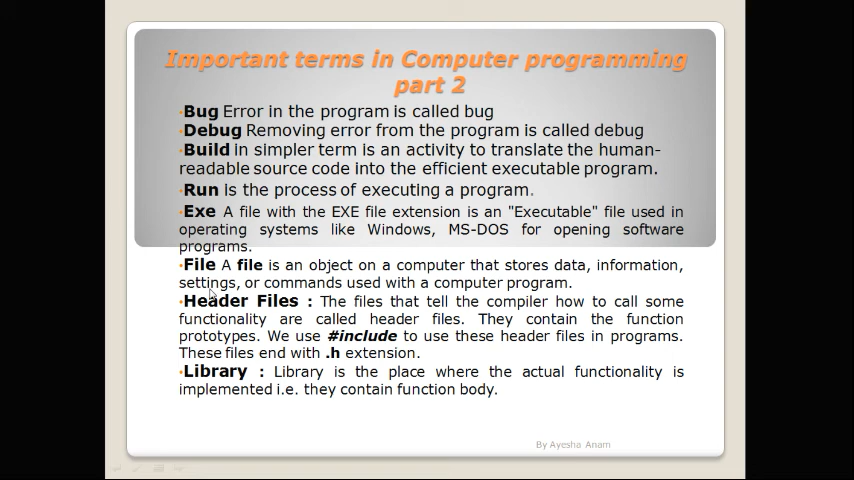 Important terms in Computer programming
part 2
•Bug Error in the program is called bug
•Debug Removing error from the program is called debug
•Build in simpler term is an activity to translate the human-
readable source code into the efficient executable program.
•Run is the process of executing a program.
•Exe A file with the EXE file extension is an "Executable" file used in
operating systems like Windows, MS-DOS for opening software
programs.
•File A file is an object on a computer that stores data, information,
settings, or commands used with a computer program.
•Header Files : The files that tell the compiler how to call some
functionality are called header files. They contain the function
prototypes. We use #include to use these header files in programs.
These files end with .h extension.
•Library : Library is the place where the actual functionality is
implemented i.e. they contain function body.
By Ayesha Anam